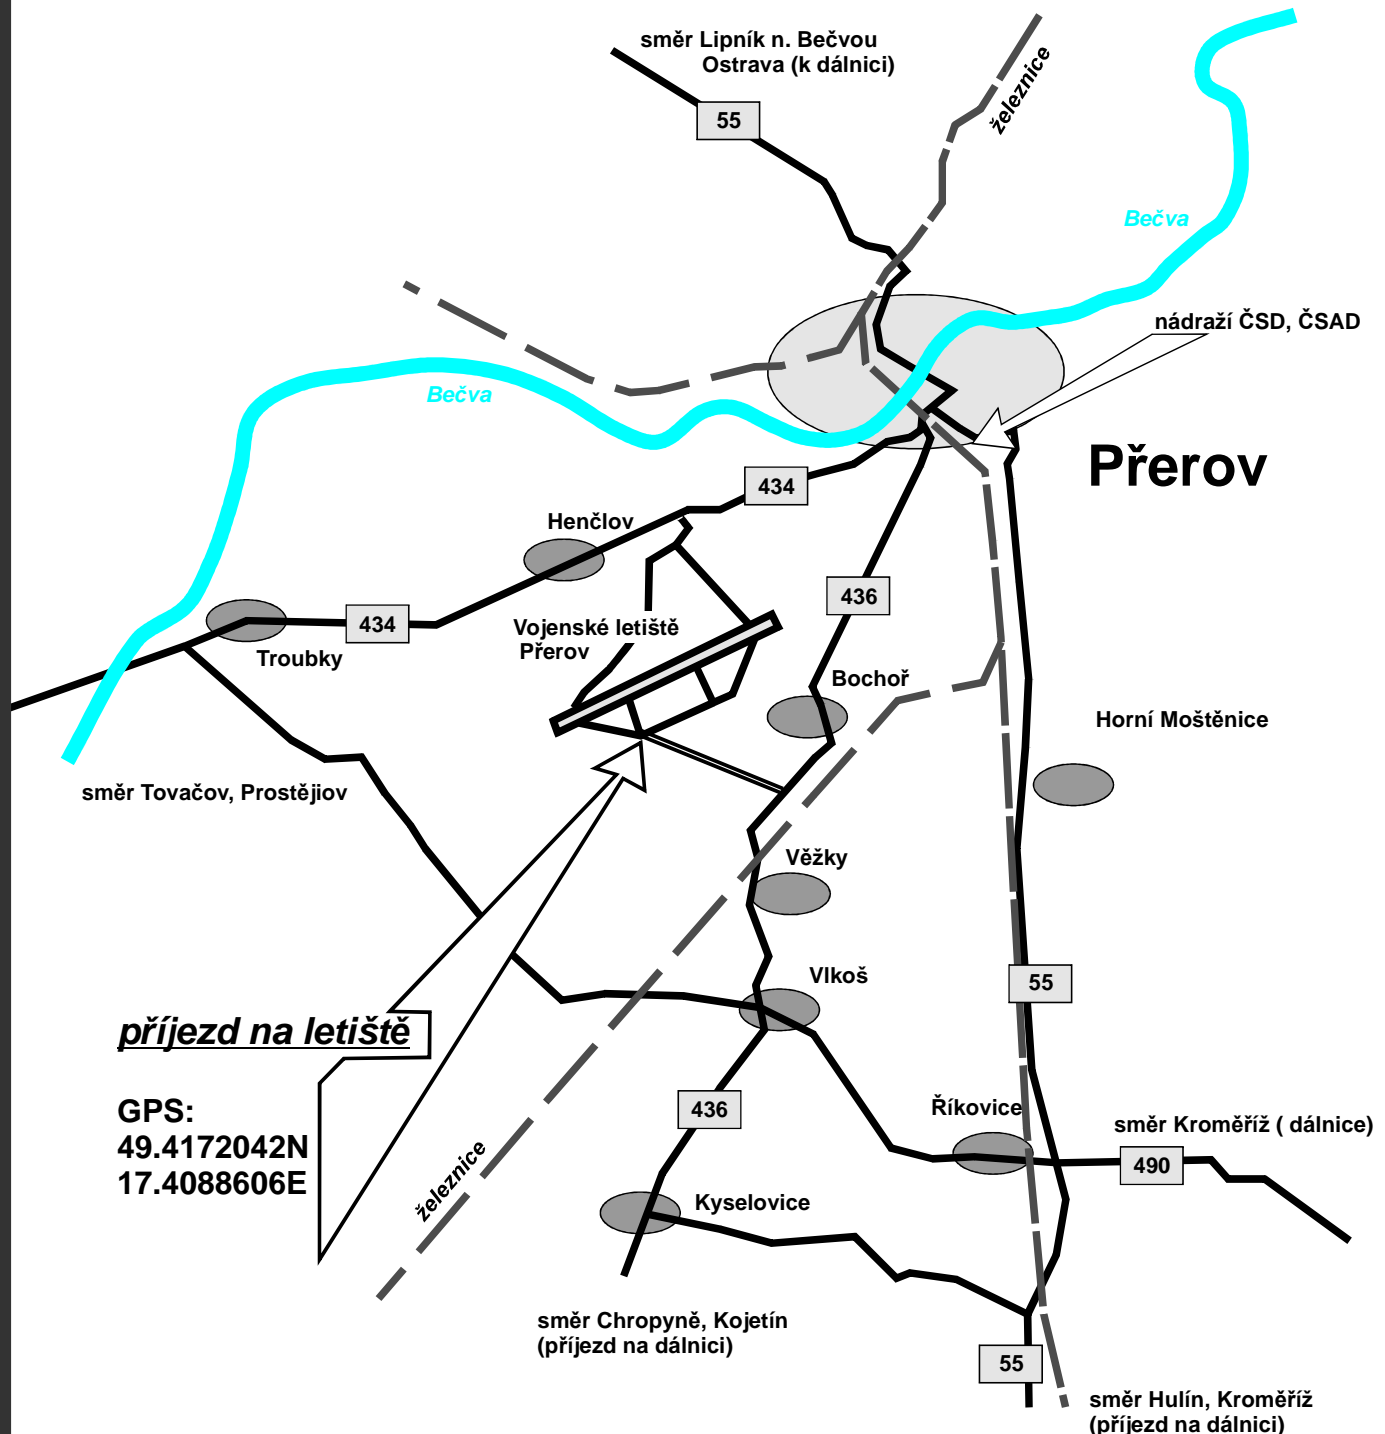 směr Lipník n. Bečvou
Ostrava (k dálnici)
železnice
55
Bečva
nádraží ČSD, ČSAD
Bečva
Přerov
434
Henčlov
436
434
Vojenské letiště
Přerov
Troubky
Bochoř
Horní Moštěnice
směr Tovačov, Prostějiov
Věžky
Vlkoš
55
příjezd na letiště
GPS:
49.4172042N
17.4088606E
436
Říkovice
směr Kroměříž ( dálnice)
490
železnice
Kyselovice
směr Chropyně, Kojetín
(příjezd na dálnici)
55
směr Hulín, Kroměříž
(příjezd na dálnici)